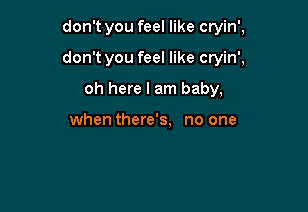 don't you feel like cryin',
don't you feel like cryin',
oh here I am baby,
when there's, no one